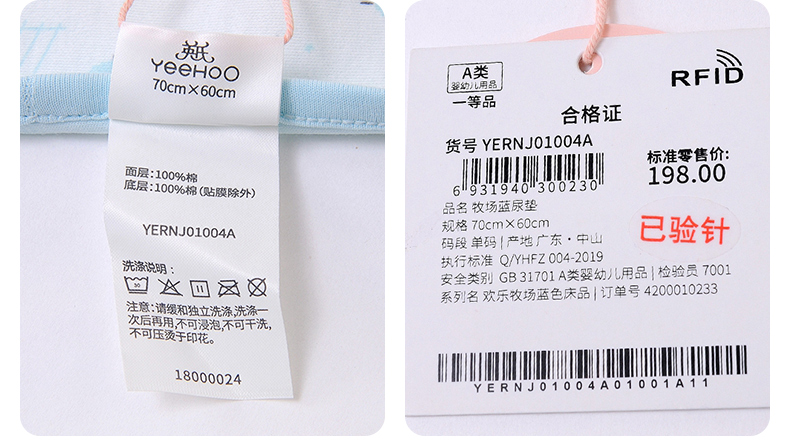 英氏
YeeHoO
70cm×60cm
面层:100%棉
底层:100%棉(贴膜除外)
YERNJ01004A
洗涤说明:
30
注意:请缓和独立洗涤,洗涤一
次后再用,不可浸泡,不可干洗,
不可压烫于印花。
18000024
A类
婴幼儿用品
一等品
RFID
合格证
货号 YERNJ01004A
6 931940 300230
标准零售价:
198.00
品名 牧场蓝尿垫
规格 70cm×60cm
码段 单码 | 产地 广东·中山
已验针
执行标准 Q/YHFZ 004-2019
安全类别 GB 31701 A类婴幼儿用品 | 检验员 7001
系列名 欢乐牧场蓝色床品 | 订单号 4200010233
YERNJ01004A01001A11